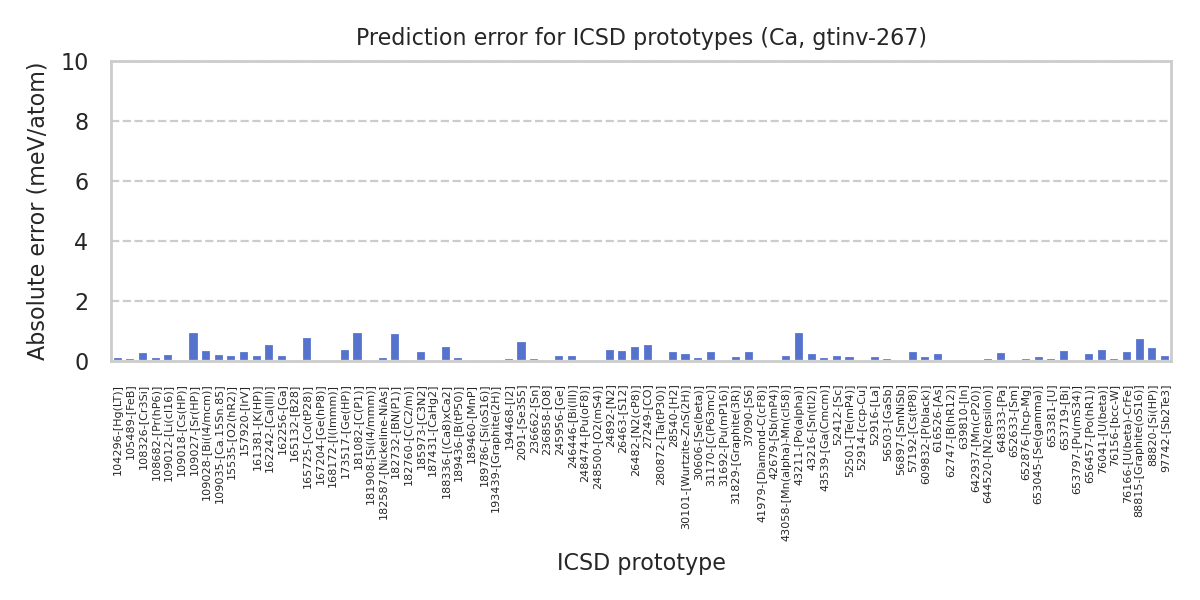 Prediction error for ICSD prototypes (Ca, gtinv-267)
Absolute error (meV/atom)
10
8
6
4
2
0
104296-[Hg(LT)]
105489-[FeB]
108326-[Cr3Si]
108682-[Pr(hP6)]
109012-[Li(cI16)]
109018-[Cs(HP)]
109027-[Sr(HP)]
109028-[Bi(I4/mcm)]
109035-[Ca.15Sn.85]
15535-[O2(hR2)]
157920-[IrV]
161381-[K(HP)]
162242-[Ca(III)]
162256-[Ga]
165132-[B28]
165725-[Co(tP28)]
167204-[Ge(hP8)]
168172-[I(Immm)]
173517-[Ge(HP)]
181082-[C(P1)]
181908-[Si(I4/mmm)]
182587-[Nickeline-NiAs]
182732-[BN(P1)]
182760-[C(C2/m)]
185973-[C3N2]
187431-[CaHg2]
188336-[(Ca8)xCa2]
189436-[B(tP50)]
189460-[MnP]
189786-[Si(oS16)]
193439-[Graphite(2H)]
194468-[I2]
2091-[Se3S5]
236662-[Sn]
236858-[O8]
245956-[Ge]
246446-[Bi(III)]
248474-[Pu(oF8)]
248500-[O2(mS4)]
24892-[N2]
26463-[S12]
26482-[N2(cP8)]
27249-[CO]
280872-[Ta(tP30)]
28540-[H2]
30101-[Wurtzite-ZnS(2H)]
30606-[Se(beta)]
31170-[C(P63mc)]
31692-[Pu(mP16)]
31829-[Graphite(3R)]
37090-[S6]
41979-[Diamond-C(cF8)]
42679-[Sb(mP4)]
43058-[Mn(alpha)-Mn(cI58)]
43211-[Po(alpha)]
43216-[Sn(tI4)]
43539-[Ga(Cmcm)]
52412-[Sc]
52501-[Te(mP4)]
52914-[ccp-Cu]
52916-[La]
56503-[GaSb]
56897-[SmNiSb]
57192-[Cs(tP8)]
609832-[P(black)]
616526-[As]
62747-[B(hR12)]
639810-[In]
642937-[Mn(cP20)]
644520-[N2(epsilon)]
648333-[Pa]
652633-[Sm]
652876-[hcp-Mg]
653045-[Se(gamma)]
653381-[U]
653719-[I]
653797-[Pu(mS34)]
656457-[Po(hR1)]
76041-[U(beta)]
76156-[bcc-W]
76166-[U(beta)-CrFe]
88815-[Graphite(oS16)]
88820-[Si(HP)]
97742-[Sb2Te3]
ICSD prototype